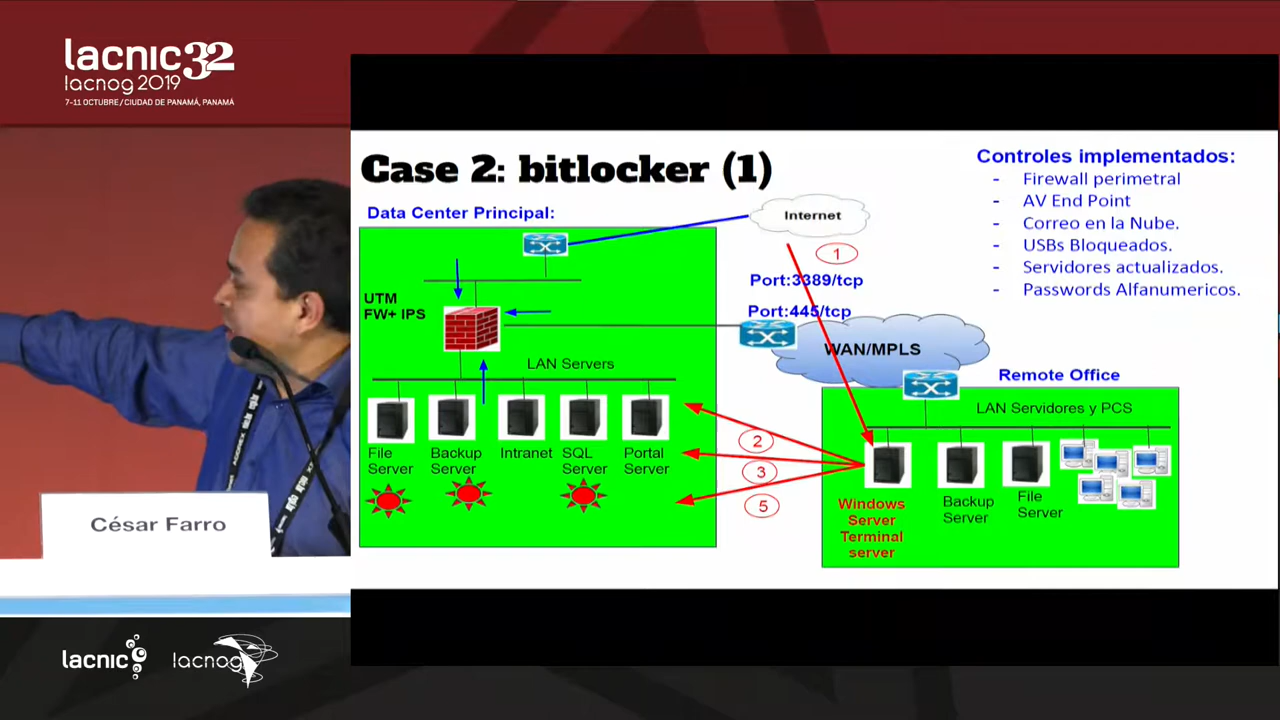 lacnic32
lacnog 2019
7-11 OCTUBRE / CIUDAD DE PANAMÁ, PANAMÁ
Case 2: bitlocker (1)
Controles implementados:
- Firewall perimetral
- AV End Point
- Correo en la Nube.
- USBs Bloqueados.
- Servidores actualizados.
- Passwords Alfanumericos.
Data Center Principal:
Internet
1
Port:3389/tcp
Port:445/tcp
UTM
FW+ IPS
WAN/MPLS
LAN Servers
Remote Office
LAN Servidores y PCS
File
Server
Backup
Server
Intranet
SQL
Server
Portal
Server
2
3
5
Windows
Server
Terminal
server
Backup
Server
File
Server
César Farro
lacnic
lacnog